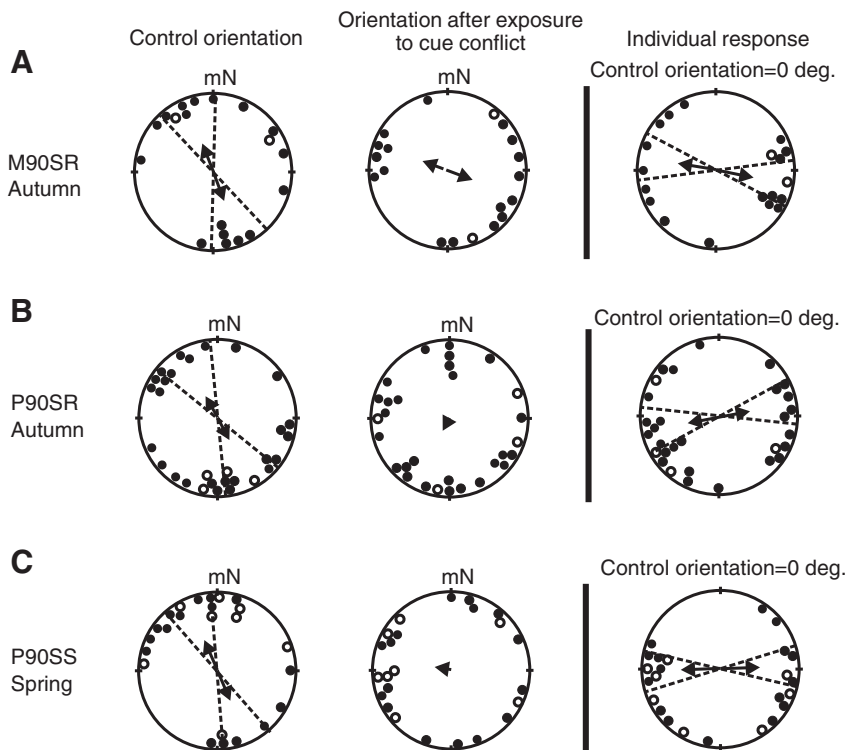 Control orientation
Orientation after exposure
to cue conflict
Individual response
A
mN
mN
Control orientation=0 deg.
M90SR
Autumn
B
mN
mN
Control orientation=0 deg.
P90SR
Autumn
C
mN
mN
Control orientation=0 deg.
P90SS
Spring